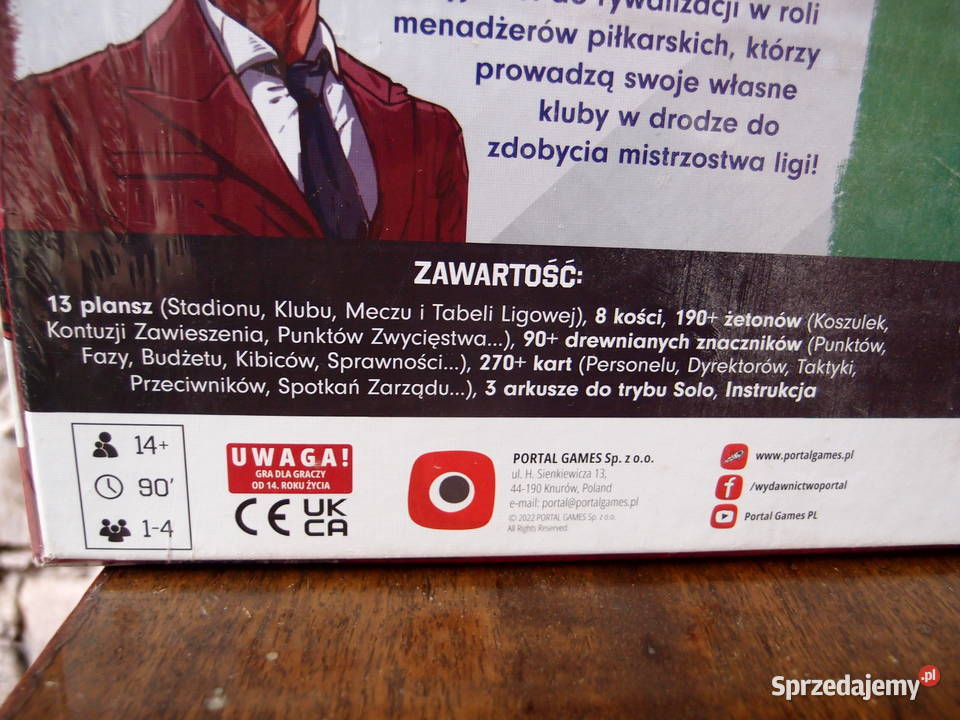 do rywalizacji w roli
menadżerów piłkarskich, którzy
prowadzą swoje własne
kluby w drodze do
zdobycia mistrzostwa ligi!
ZAWARTOŚĆ:
13 plansz (Stadionu, Klubu, Meczu i Tabeli Ligowej), 8 kości, 190+ żetonów (Koszulek,
Kontuzji Zawieszenia, Punktów Zwycięstwa...), 90+ drewnianych znaczników (Punktów,
Fazy, Budżetu, Kibiców, Sprawności...), 270+ kart (Personelu, Dyrektorów, Taktyki,
Przeciwników, Spotkań Zarządu...), 3 arkusze do trybu Solo, Instrukcja
14+
90'
1-4
UWAGA!
GRA DLA GRACZY
OD 14. ROKU ŻYCIA
CE UK
CA
PORTAL GAMES Sp. z o.o.
ul. H. Sienkiewicza 13,
44-190 Knurów, Poland
e-mail: portal@portalgames.pl
© 2022 PORTAL GAMES Sp. z o.o.
All Rights Reserved.
www.portalgames.pl
/wydawnictwoportal
Portal Games PL
Sprzedajemy.pl